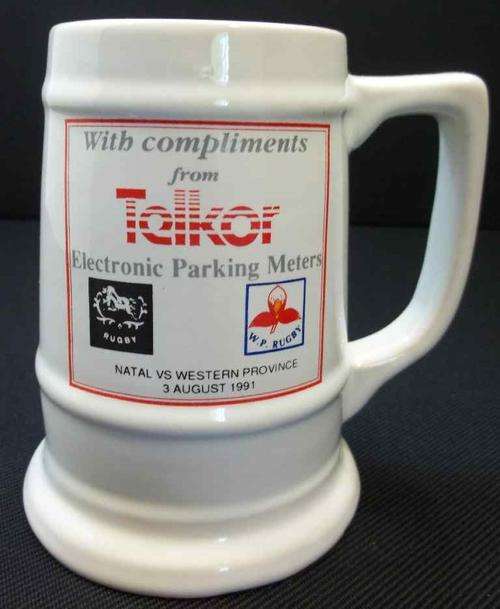 With compliments
from
Talkor
Electronic Parking Meters
RUGBY
W.P. RUGBY
NATAL VS WESTERN PROVINCE
3 AUGUST 1991